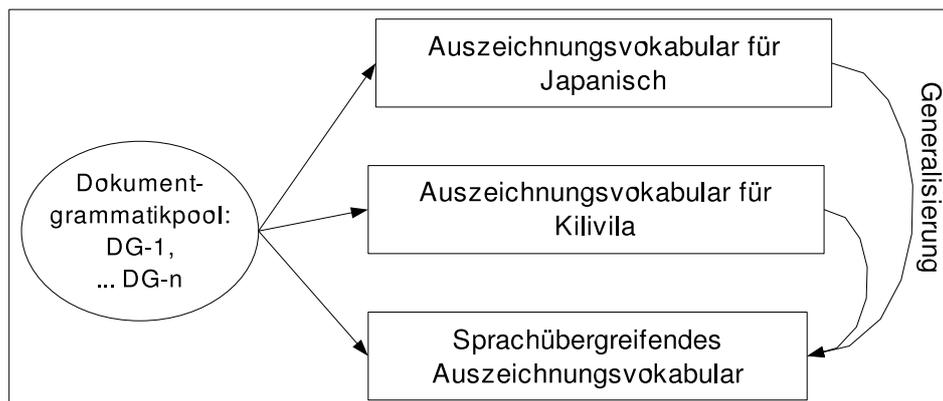 Auszeichnungsvokabular für
Japanisch
Dokument-
grammatikpool:
DG-1,
... DG-n
Auszeichnungsvokabular für
Kilivila
Sprachübergreifendes
Auszeichnungsvokabular
Generalisierung